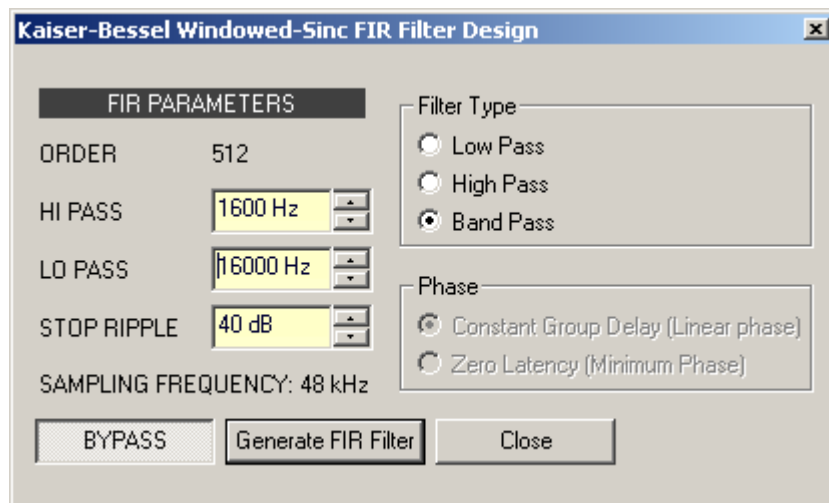 Kaiser-Bessel Windowed-Sinc FIR Filter Design
FIR PARAMETERS
ORDER 512
HI PASS 1600 Hz
LO PASS 16000 Hz
STOP RIPPLE 40 dB
SAMPLING FREQUENCY: 48 kHz
Filter Type
Low Pass
High Pass
Band Pass
Phase
Constant Group Delay (Linear phase)
Zero Latency (Minimum Phase)
BYPASS Generate FIR Filter Close